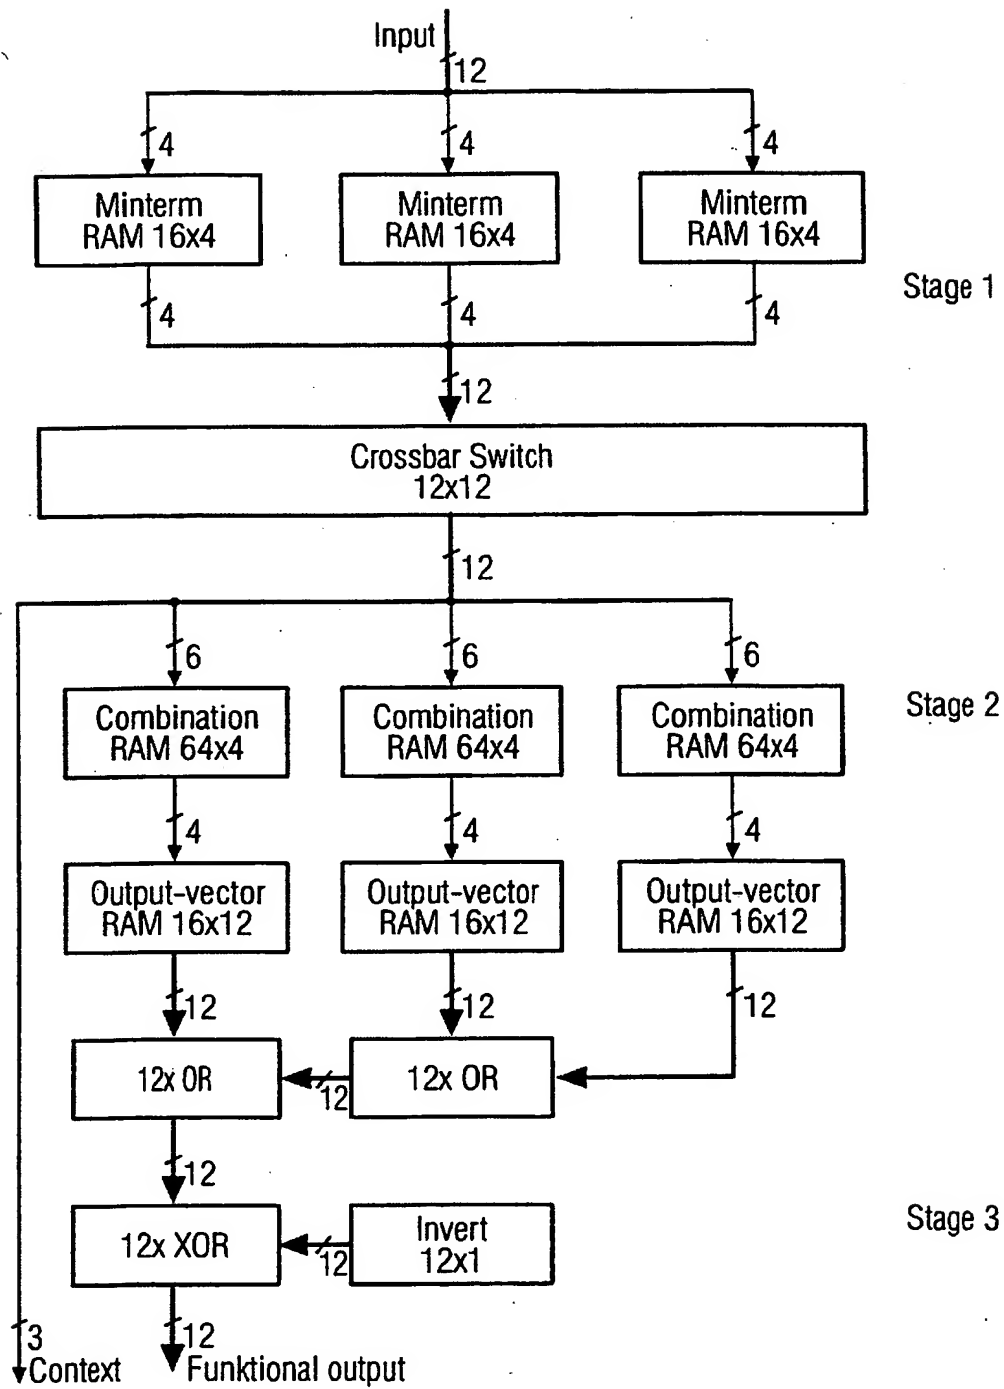 Input
12
4
4
4
Minterm
RAM 16x4
Minterm
RAM 16x4
Minterm
RAM 16x4
Stage 1
4
4
4
12
Crossbar Switch
12x12
12
6
6
6
Combination
RAM 64x4
Combination
RAM 64x4
Combination
RAM 64x4
Stage 2
4
4
4
Output-vector
RAM 16x12
Output-vector
RAM 16x12
Output-vector
RAM 16x12
12
12
12
12x OR
12
12x OR
12
12x XOR
12
Invert
12x1
Stage 3
3
12
Context
Funktional output